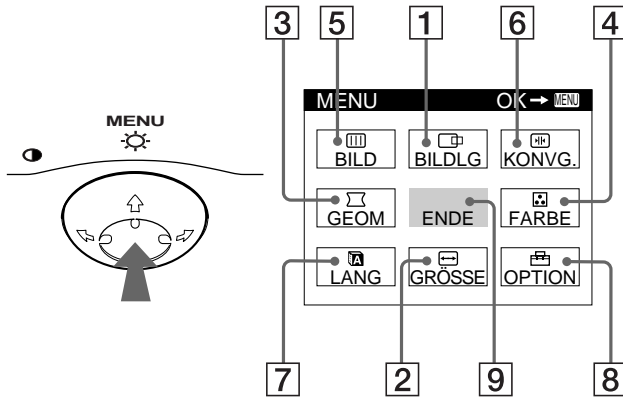 3 5 1 6 4
MENU
MENU OK→MENU
BILD BILDLG KONVG.
GEOM ENDE FARBE
LANG GRÖSSE OPTION
7 2 9 8